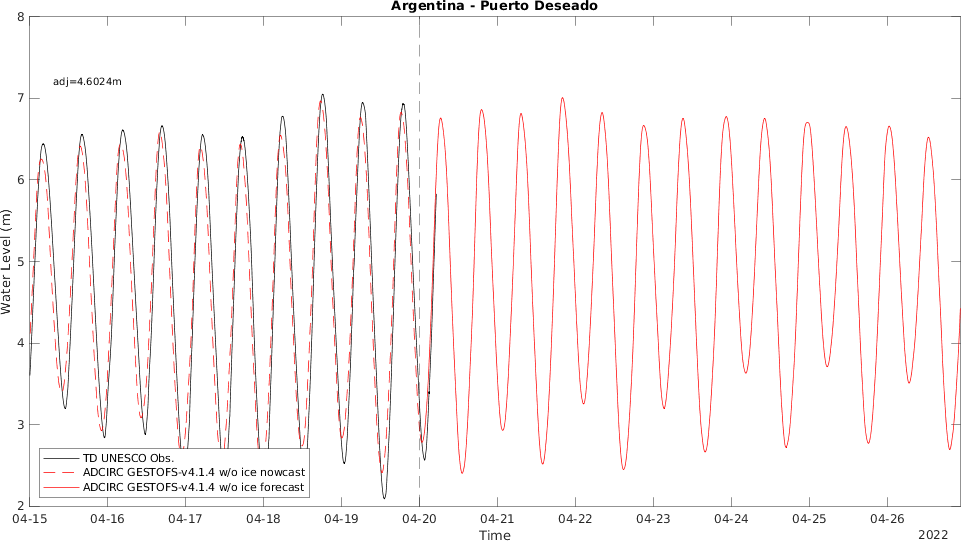 Argentina - Puerto Deseado
8
7
6
5
4
3
2
Water Level (m)
adj=4.6024m
TD UNESCO Obs.
ADCIRC GESTOFS-v4.1.4 w/o ice nowcast
ADCIRC GESTOFS-v4.1.4 w/o ice forecast
04-15 04-16 04-17 04-18 04-19 04-20 04-21 04-22 04-23 04-24 04-25 04-26
Time
2022